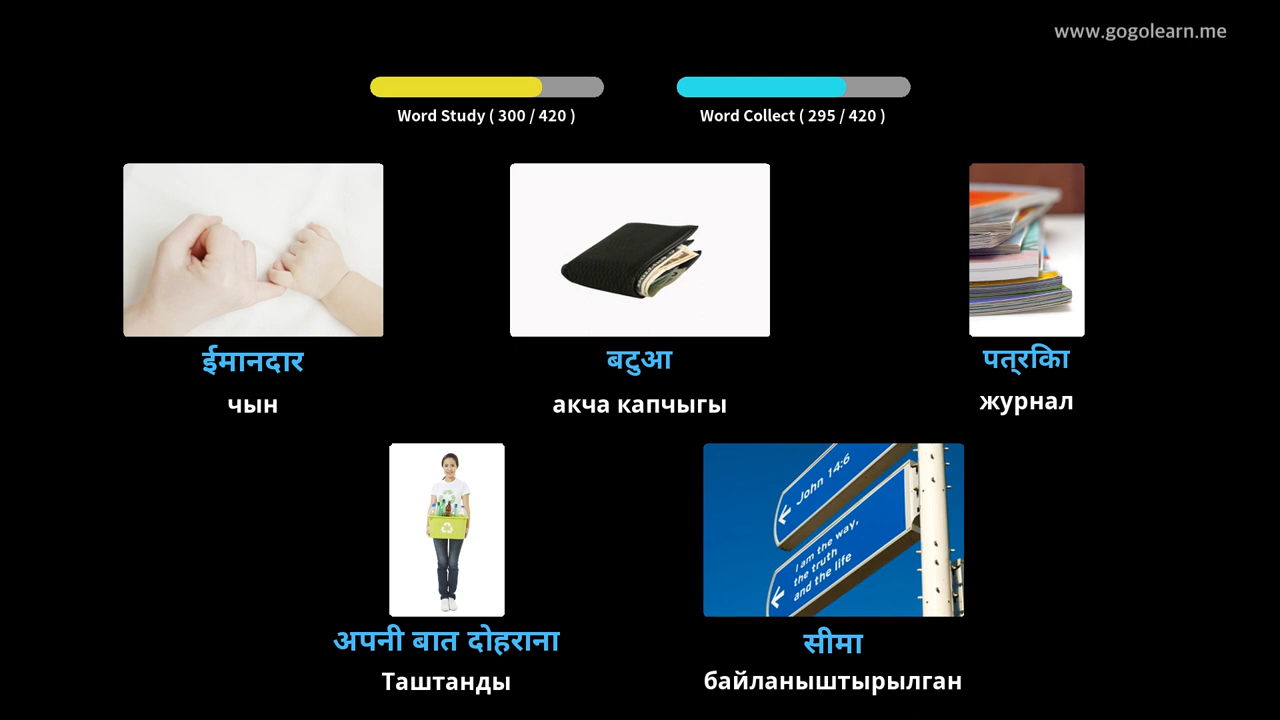 www.gogolearn.me
Word Study ( 300 / 420 )
Word Collect ( 295 / 420 )
ईमानदार
чын
बटुआ
акча капчыгы
पत्रिका
журнал
John 14:6
I am the way,
the truth
and the life
अपनी बात दोहराना
Таштанды
सीमा
байланыштырылган